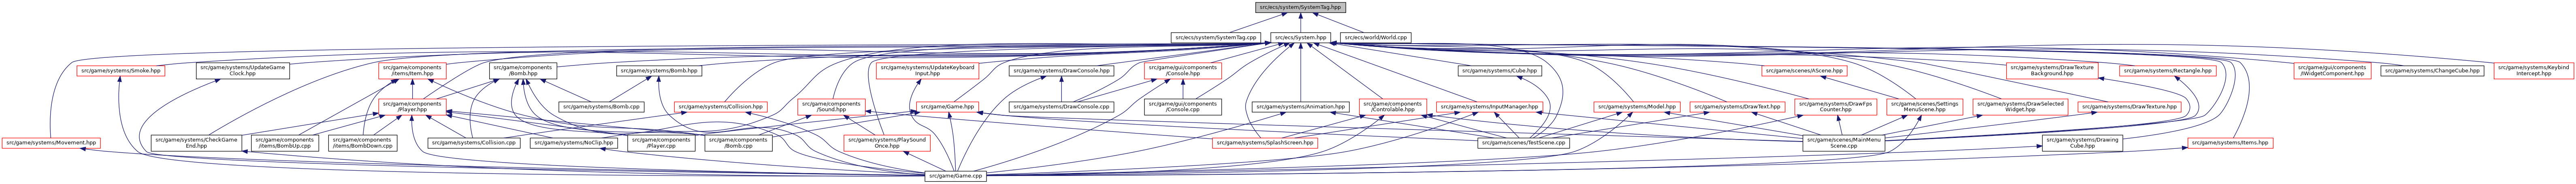 src/ecs/system/SystemTag.hpp
src/ecs/system/SystemTag.cpp
src/ecs/System.hpp
src/ecs/world/World.cpp
src/game/systems/Smoke.hpp
src/game/systems/UpdateGame
Clock.hpp
src/game/components
/items/Item.hpp
src/game/components
/Bomb.hpp
src/game/systems/Bomb.hpp
src/game/systems/UpdateKeyboard
Input.hpp
src/game/systems/DrawConsole.hpp
src/game/gui/components
/Console.hpp
src/game/systems/Cube.hpp
src/game/scenes/AScene.hpp
src/game/systems/DrawTexture
Background.hpp
src/game/systems/Rectangle.hpp
src/game/gui/components
/IWidgetComponent.hpp
src/game/systems/ChangeCube.hpp
src/game/systems/Keybind
Intercept.hpp
src/game/components
/Player.hpp
src/game/systems/Bomb.cpp
src/game/systems/Collision.hpp
src/game/components
/Sound.hpp
src/game/Game.hpp
src/game/systems/DrawConsole.cpp
src/game/gui/components
/Console.cpp
src/game/systems/Animation.hpp
src/game/components
/Controlable.hpp
src/game/systems/InputManager.hpp
src/game/systems/Model.hpp
src/game/systems/DrawText.hpp
src/game/systems/DrawFps
Counter.hpp
src/game/scenes/Settings
MenuScene.hpp
src/game/systems/DrawSelected
Widget.hpp
src/game/systems/DrawTexture.hpp
src/game/systems/Movement.hpp
src/game/systems/CheckGame
End.hpp
src/game/components
/items/BombUp.cpp
src/game/components
/items/BombDown.cpp
src/game/systems/Collision.cpp
src/game/systems/NoClip.hpp
src/game/components
/Player.cpp
src/game/components
/Bomb.cpp
src/game/systems/PlaySound
Once.hpp
src/game/systems/SplashScreen.hpp
src/game/scenes/TestScene.cpp
src/game/scenes/MainMenu
Scene.cpp
src/game/systems/Drawing
Cube.hpp
src/game/systems/Items.hpp
src/game/Game.cpp